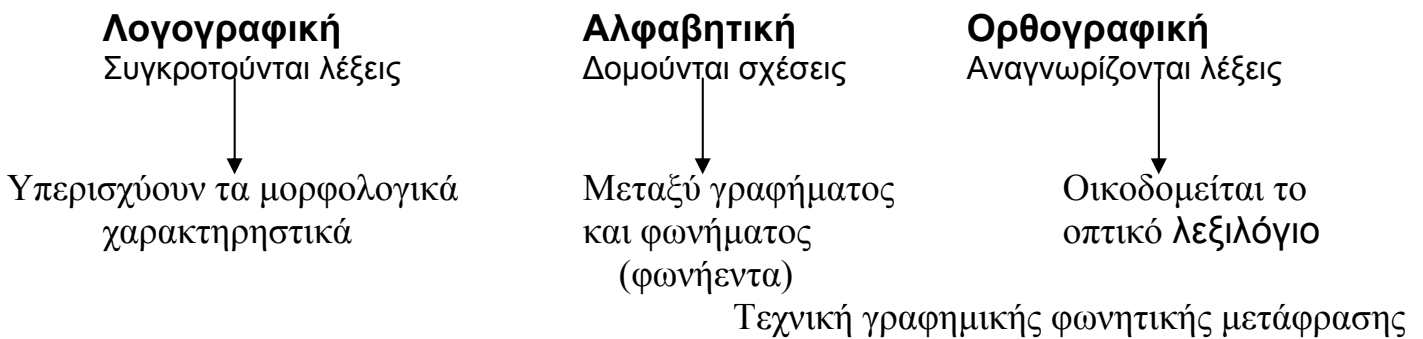 Λογογραφική
Συγκροτούνται λέξεις
Υπερισχύουν τα μορφολογικά
χαρακτηρηστικά
Αλφαβητική
Δομούνται σχέσεις
Μεταξύ γραφήματος
και φωνήματος
(φωνήεντα)
Ορθογραφική
Αναγνωρίζονται λέξεις
Οικοδομείται το
οπτικό λεξιλόγιο
Τεχνική γραφημικής φωνητικής μετάφρασης